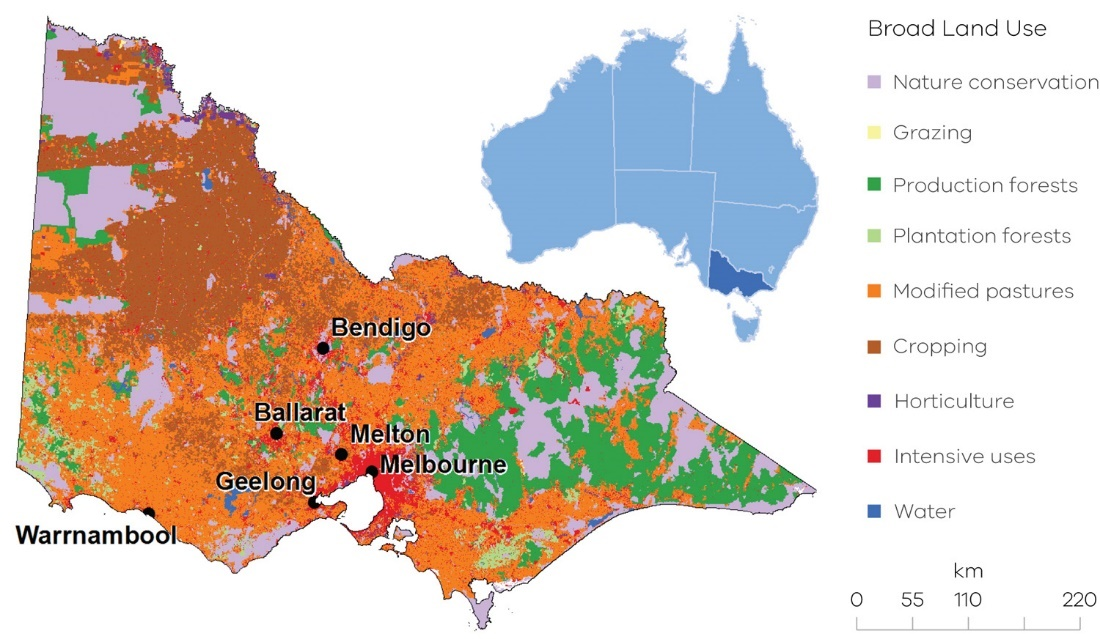 Broad Land Use
Nature conservation
Grazing
Production forests
Plantation forests
Modified pastures
Cropping
Horticulture
Intensive uses
Water
Bendigo
Ballarat
Melton
Melbourne
Geelong
Warrnambool
km
0 55 110 220